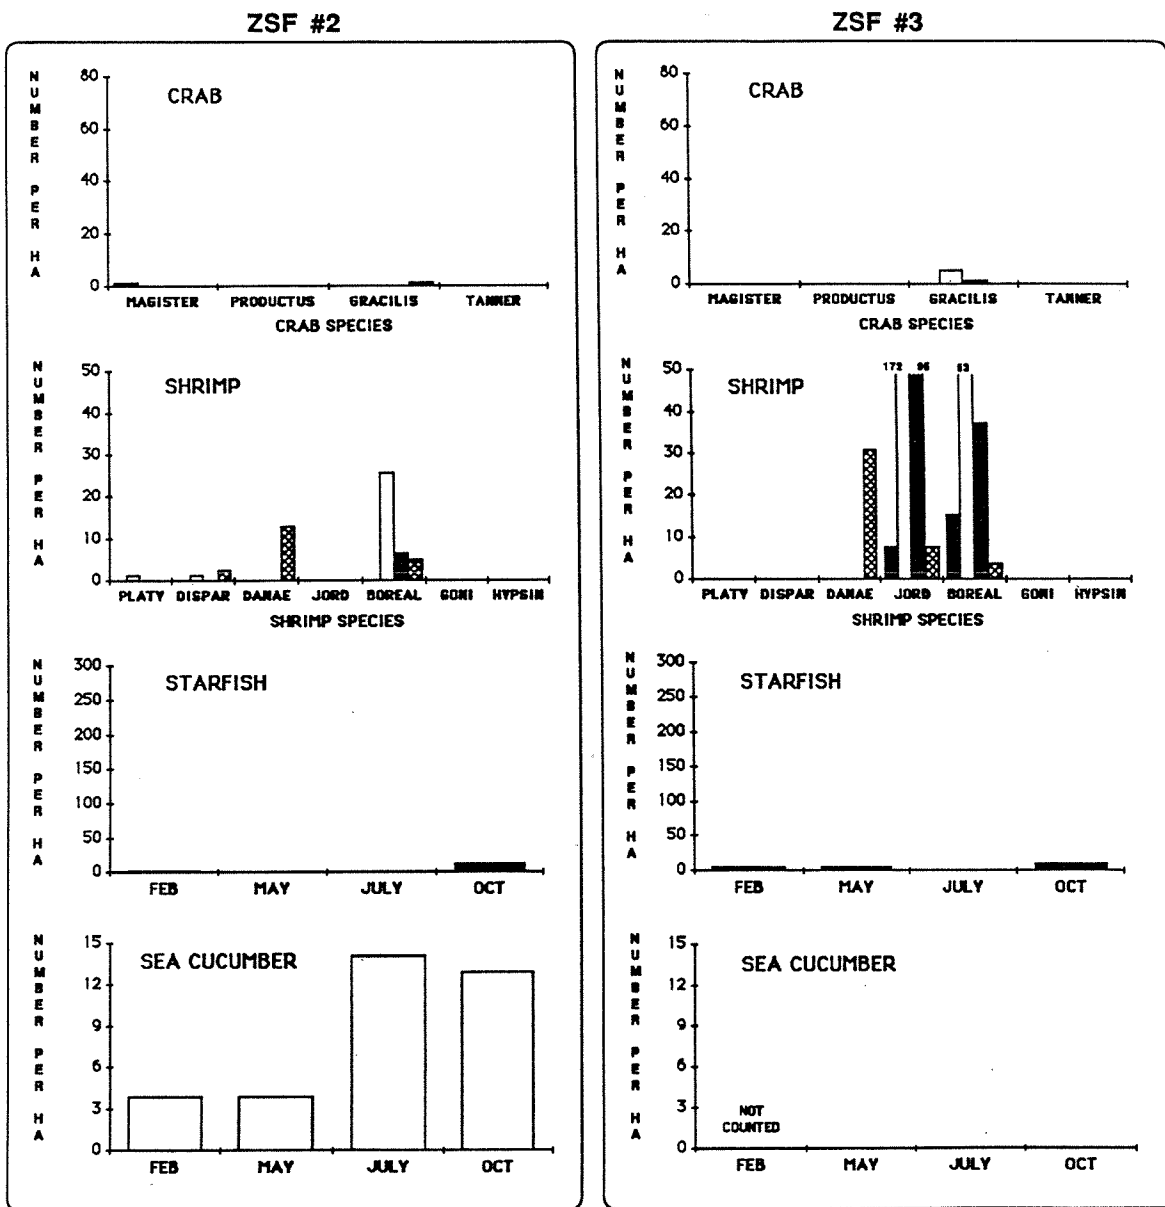 ZSF #2
NUMBER PER HA
80
60
40
20
0
CRAB
MAGISTER PRODUCTUS GRACILIS TANNER
CRAB SPECIES
NUMBER PER HA
50
40
30
20
10
0
SHRIMP
PLATY DISPAR DANAE JORD BOREAL GONI HYPSIN
SHRIMP SPECIES
NUMBER PER HA
300
250
200
150
100
50
0
STARFISH
FEB MAY JULY OCT
NUMBER PER HA
15
12
9
6
3
0
SEA CUCUMBER
FEB MAY JULY OCT
ZSF #3
NUMBER PER HA
80
60
40
20
0
CRAB
MAGISTER PRODUCTUS GRACILIS TANNER
CRAB SPECIES
NUMBER PER HA
50
40
30
20
10
0
SHRIMP
172
PLATY DISPAR DANAE JORD BOREAL GONI HYPSIN
SHRIMP SPECIES
NUMBER PER HA
300
250
200
150
100
50
0
STARFISH
FEB MAY JULY OCT
NUMBER PER HA
15
12
9
6
3
0
SEA CUCUMBER
NOT
COUNTED
FEB MAY JULY OCT